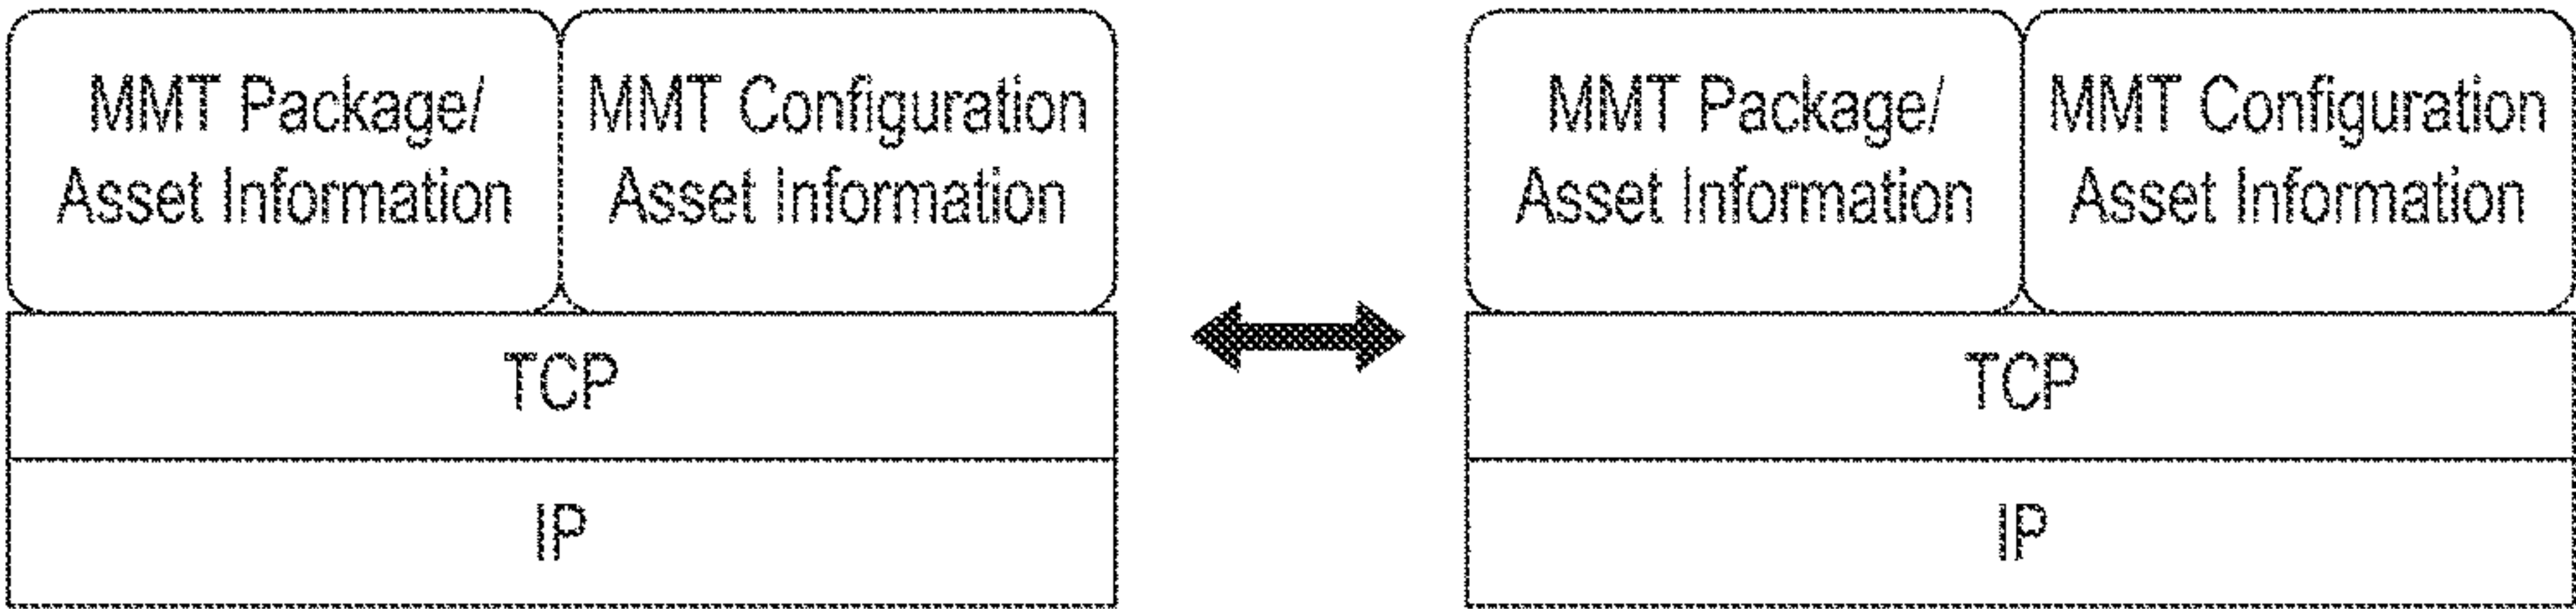 MMT Package/
Asset Information
MMT Configuration
Asset Information
TCP
IP
MMT Package/
Asset Information
MMT Configuration
Asset Information
TCP
IP